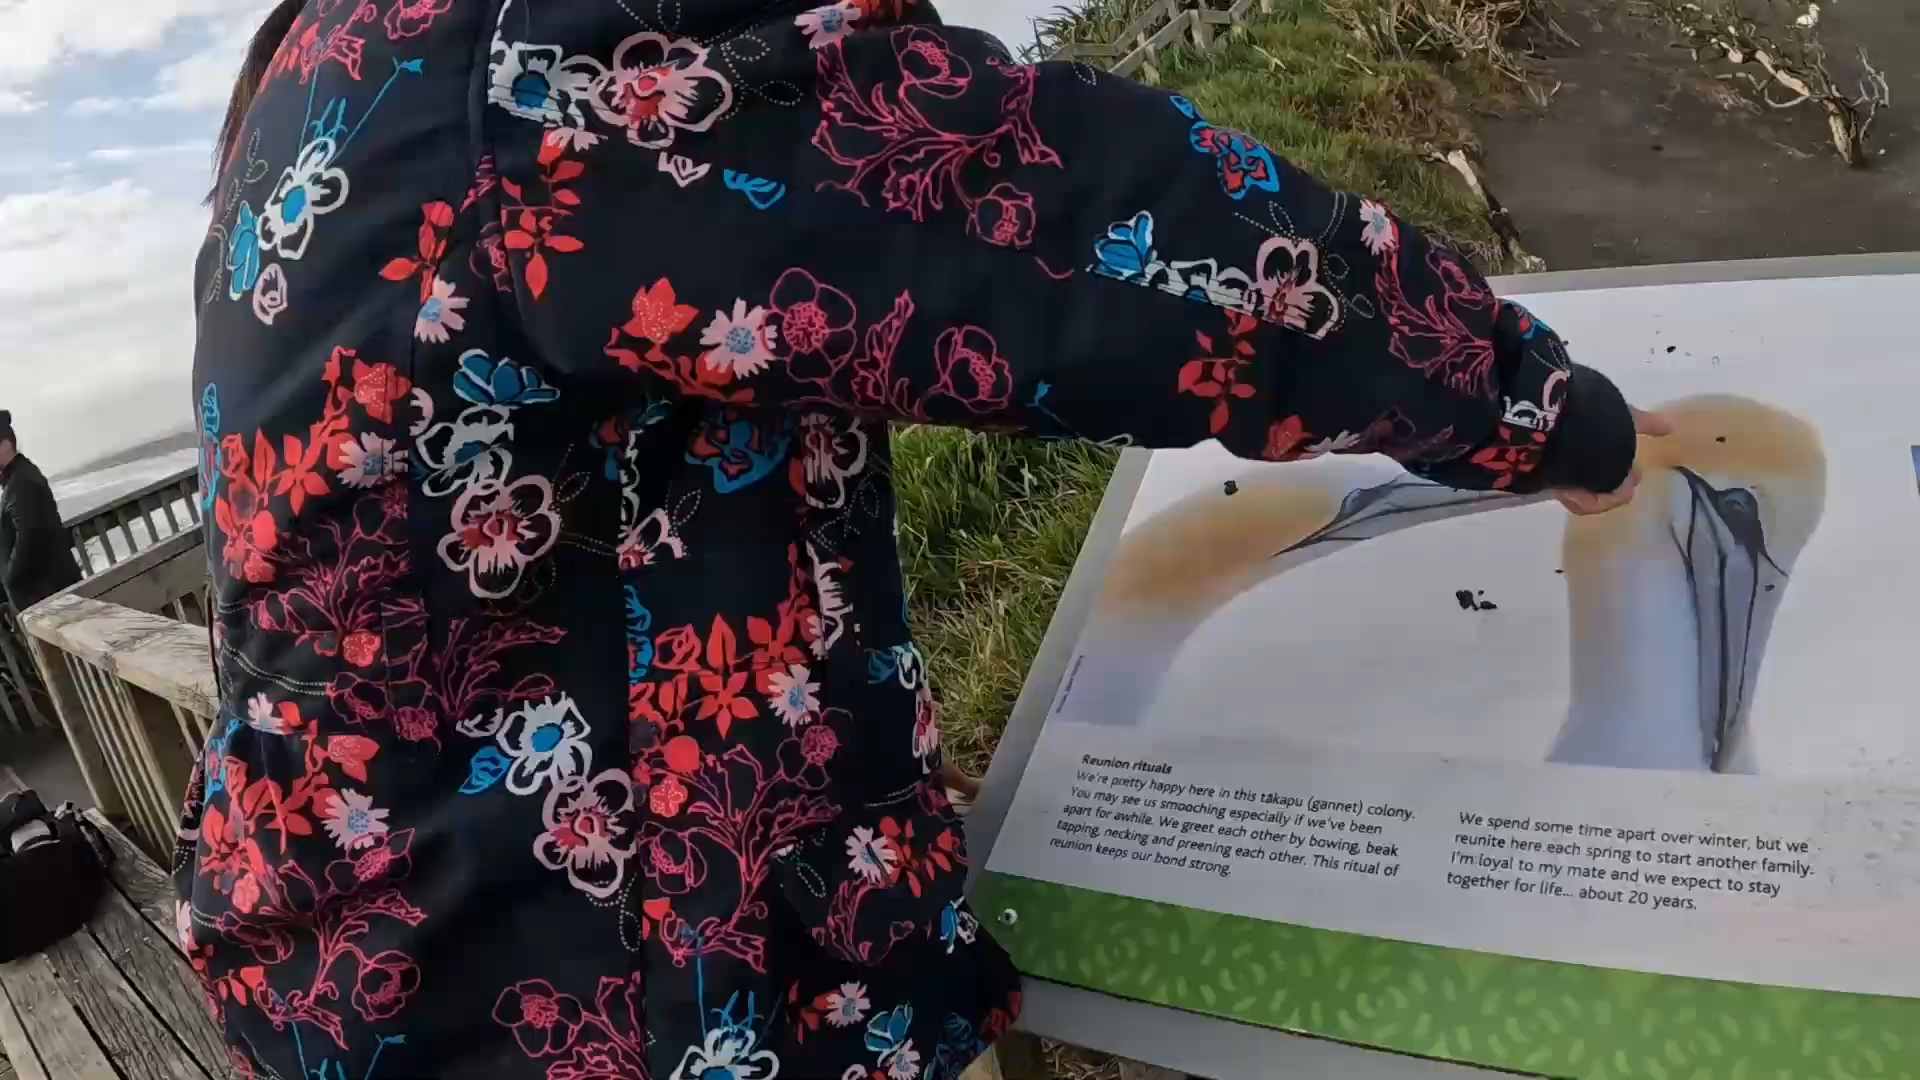 Reunion rituals
We're pretty happy here in this tākapu (gannet) colony.
You may see us smooching especially if we've been
apart for awhile. We greet each other by bowing, beak
tapping, necking and preening each other. This ritual of
reunion keeps our bond strong.
We spend some time apart over winter, but we
reunite here each spring to start another family.
I'm loyal to my mate and we expect to stay
together for life... about 20 years.